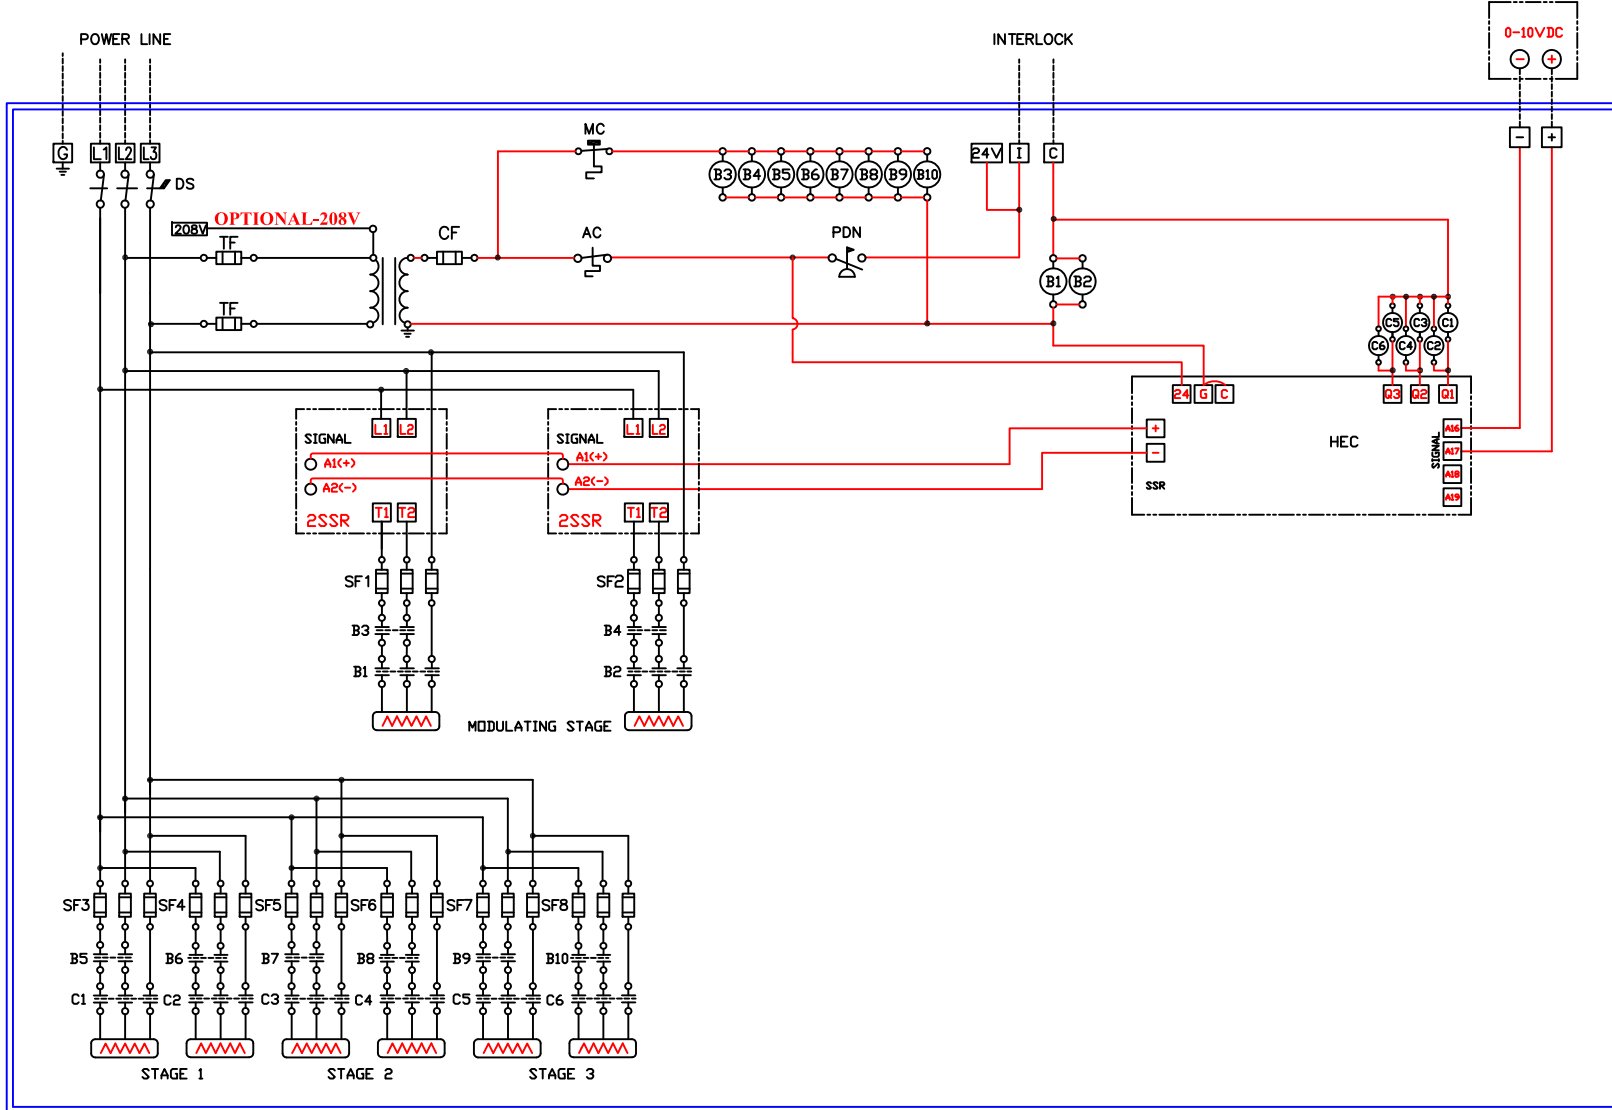 0-10VDC
POWER LINE
INTERLOCK
- +
- +
MC
G L1 L2 L3
24V I C
DS
B3 B4 B5 B6 B7 B8 B9 B10
OPTIONAL-208V
208V
TF
CF
AC
PDN
B1 B2
TF
C5 C3 C1
C6 C4 C2
24 G C
Q3 Q2 Q1
L1 L2
L1 L2
SIGNAL
SIGNAL
+
A16
HEC
SIGNAL
A1(+)
A1(+)
-
A17
A2(-)
A2(-)
SSR
A18
A19
T1 T2
T1 T2
2SSR
2SSR
SF1
SF2
B3
B4
B1
B2
MODULATING STAGE
SF3 SF4 SF5 SF6 SF7 SF8
B5 B6 B7 B8 B9 B10
C1 C2 C3 C4 C5 C6
STAGE 1
STAGE 2
STAGE 3